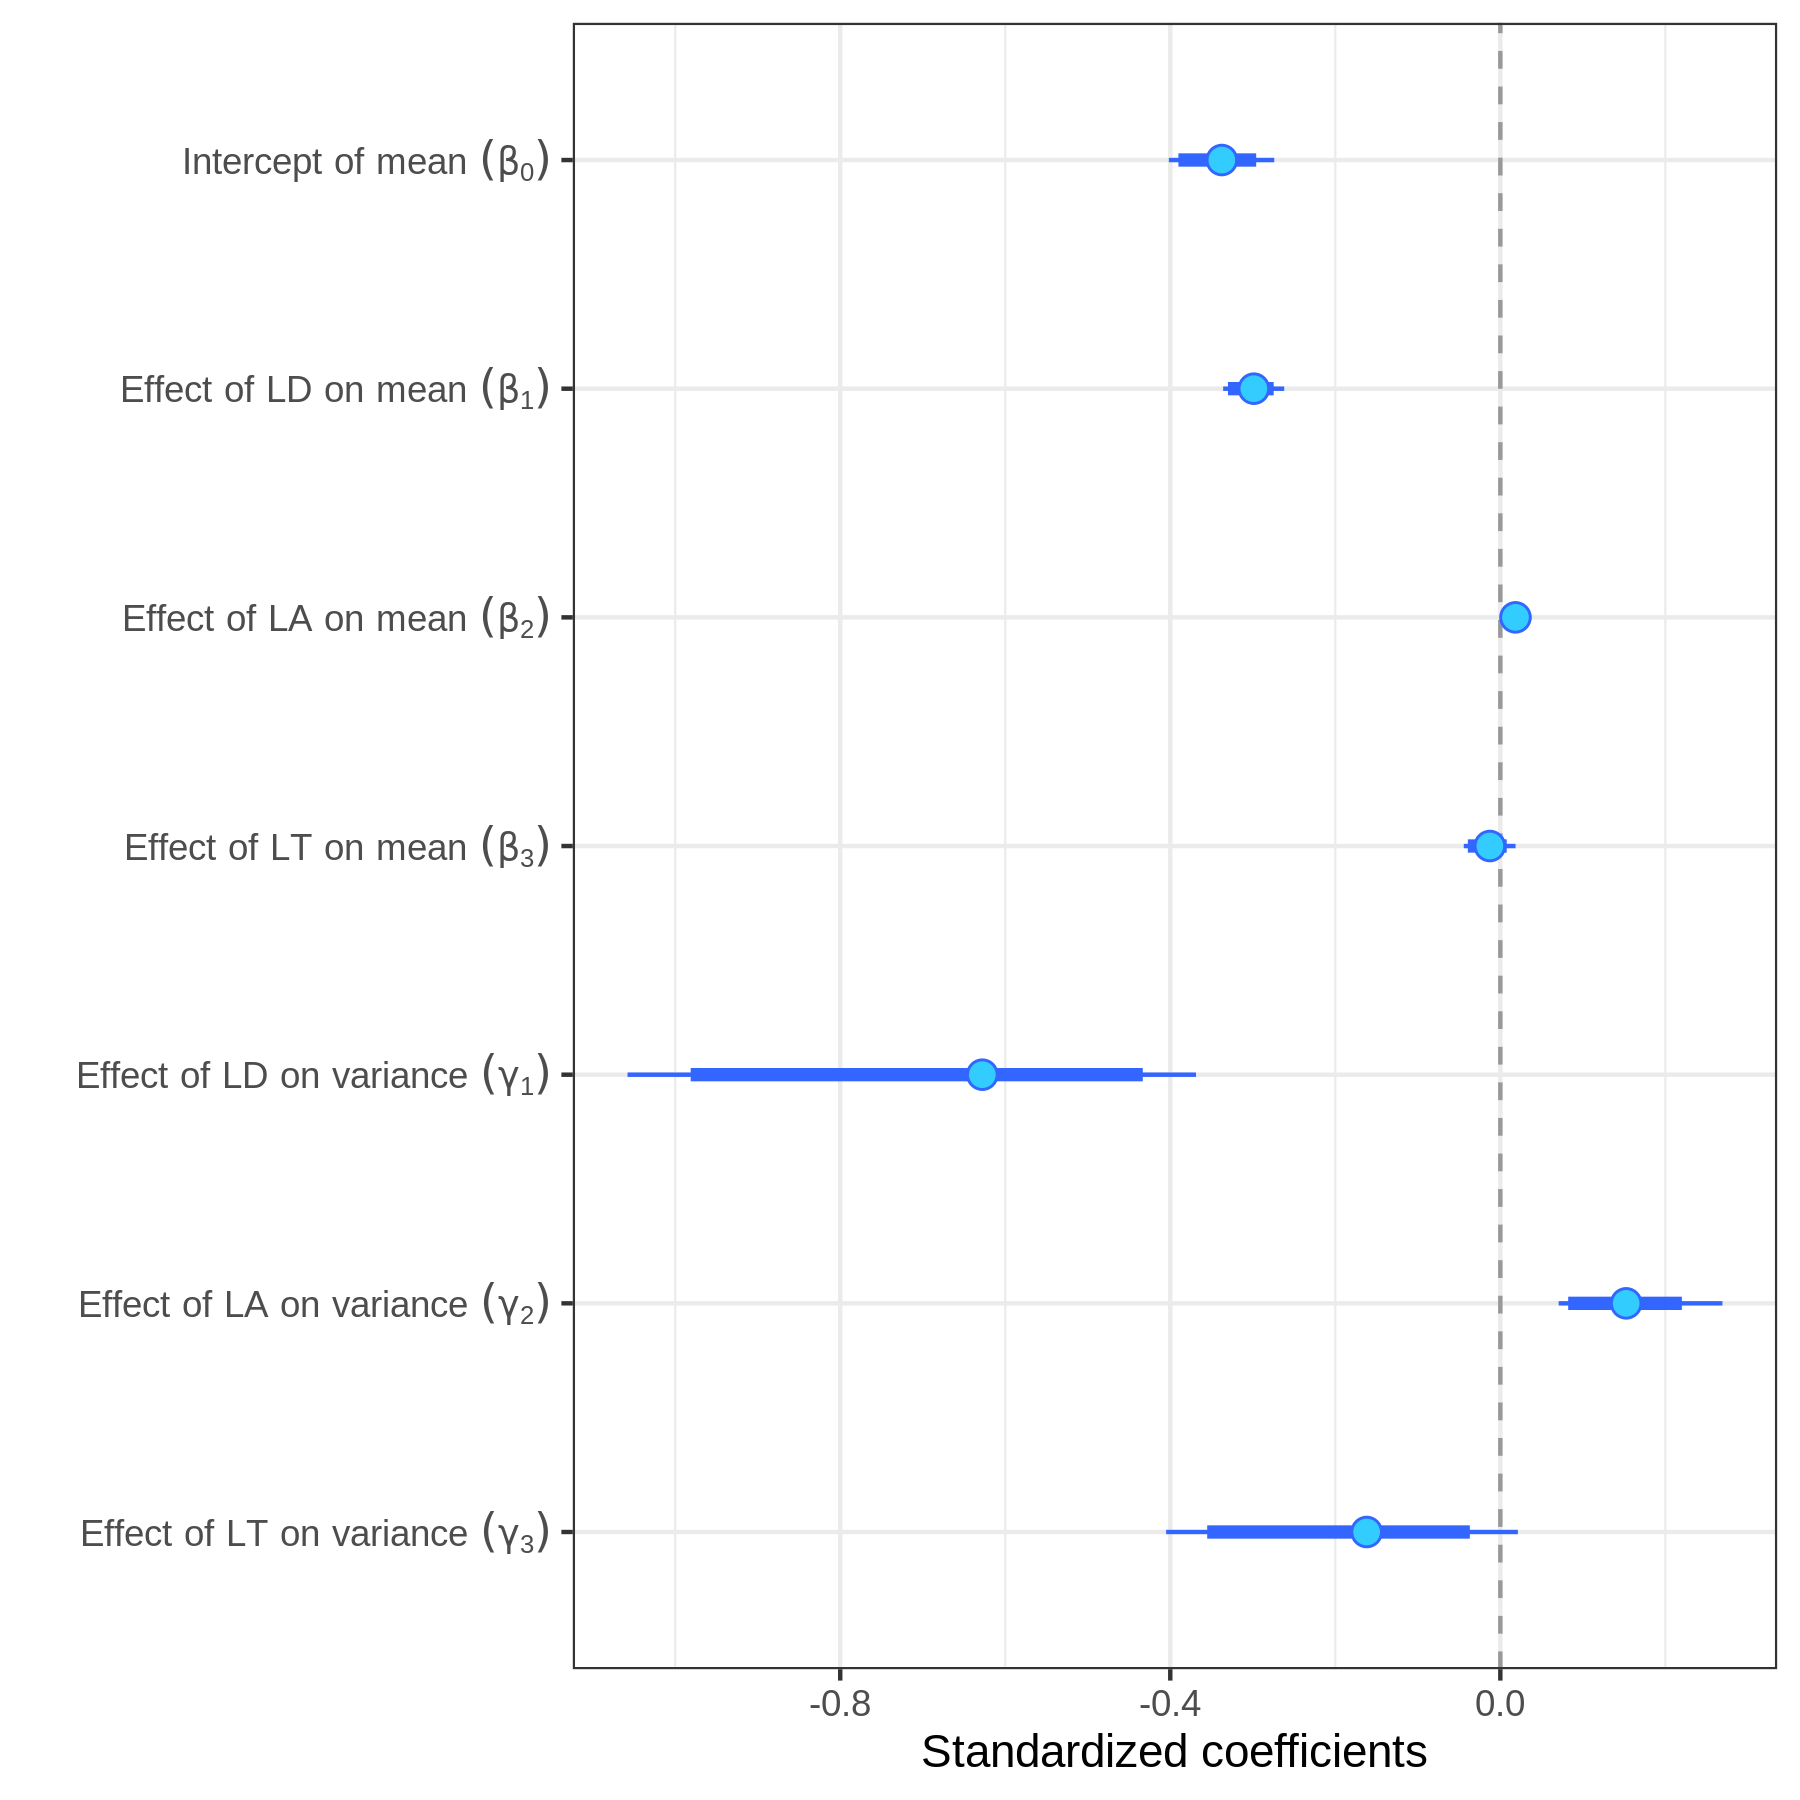 Intercept of mean (β₀)
Effect of LD on mean (β₁)
Effect of LA on mean (β₂)
Effect of LT on mean (β₃)
Effect of LD on variance (γ₁)
Effect of LA on variance (γ₂)
Effect of LT on variance (γ₃)
-0.8 -0.4 0.0
Standardized coefficients